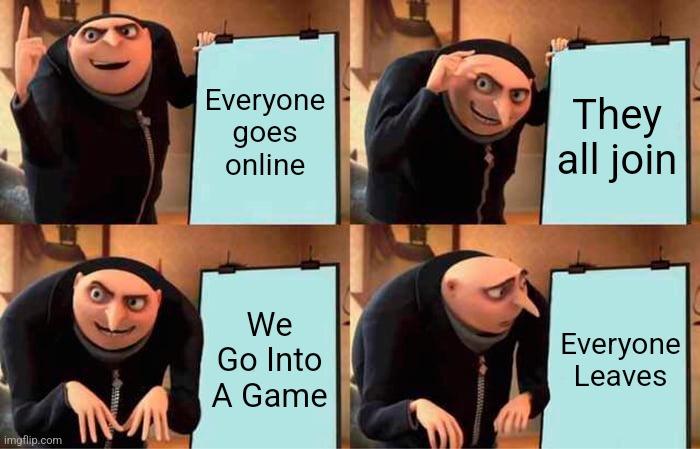 Everyone
goes
online
They
all join
We
Go Into
A Game
Everyone
Leaves
imgflip.com